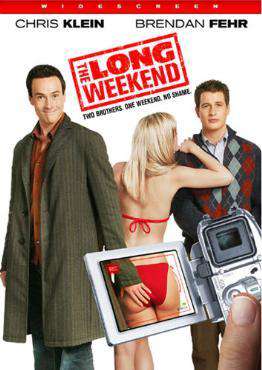 WIDESCREEN
CHRIS KLEIN BRENDAN FEHR
THE LONG
WEEKEND
TWO BROTHERS. ONE WEEKEND. NO SHAME.